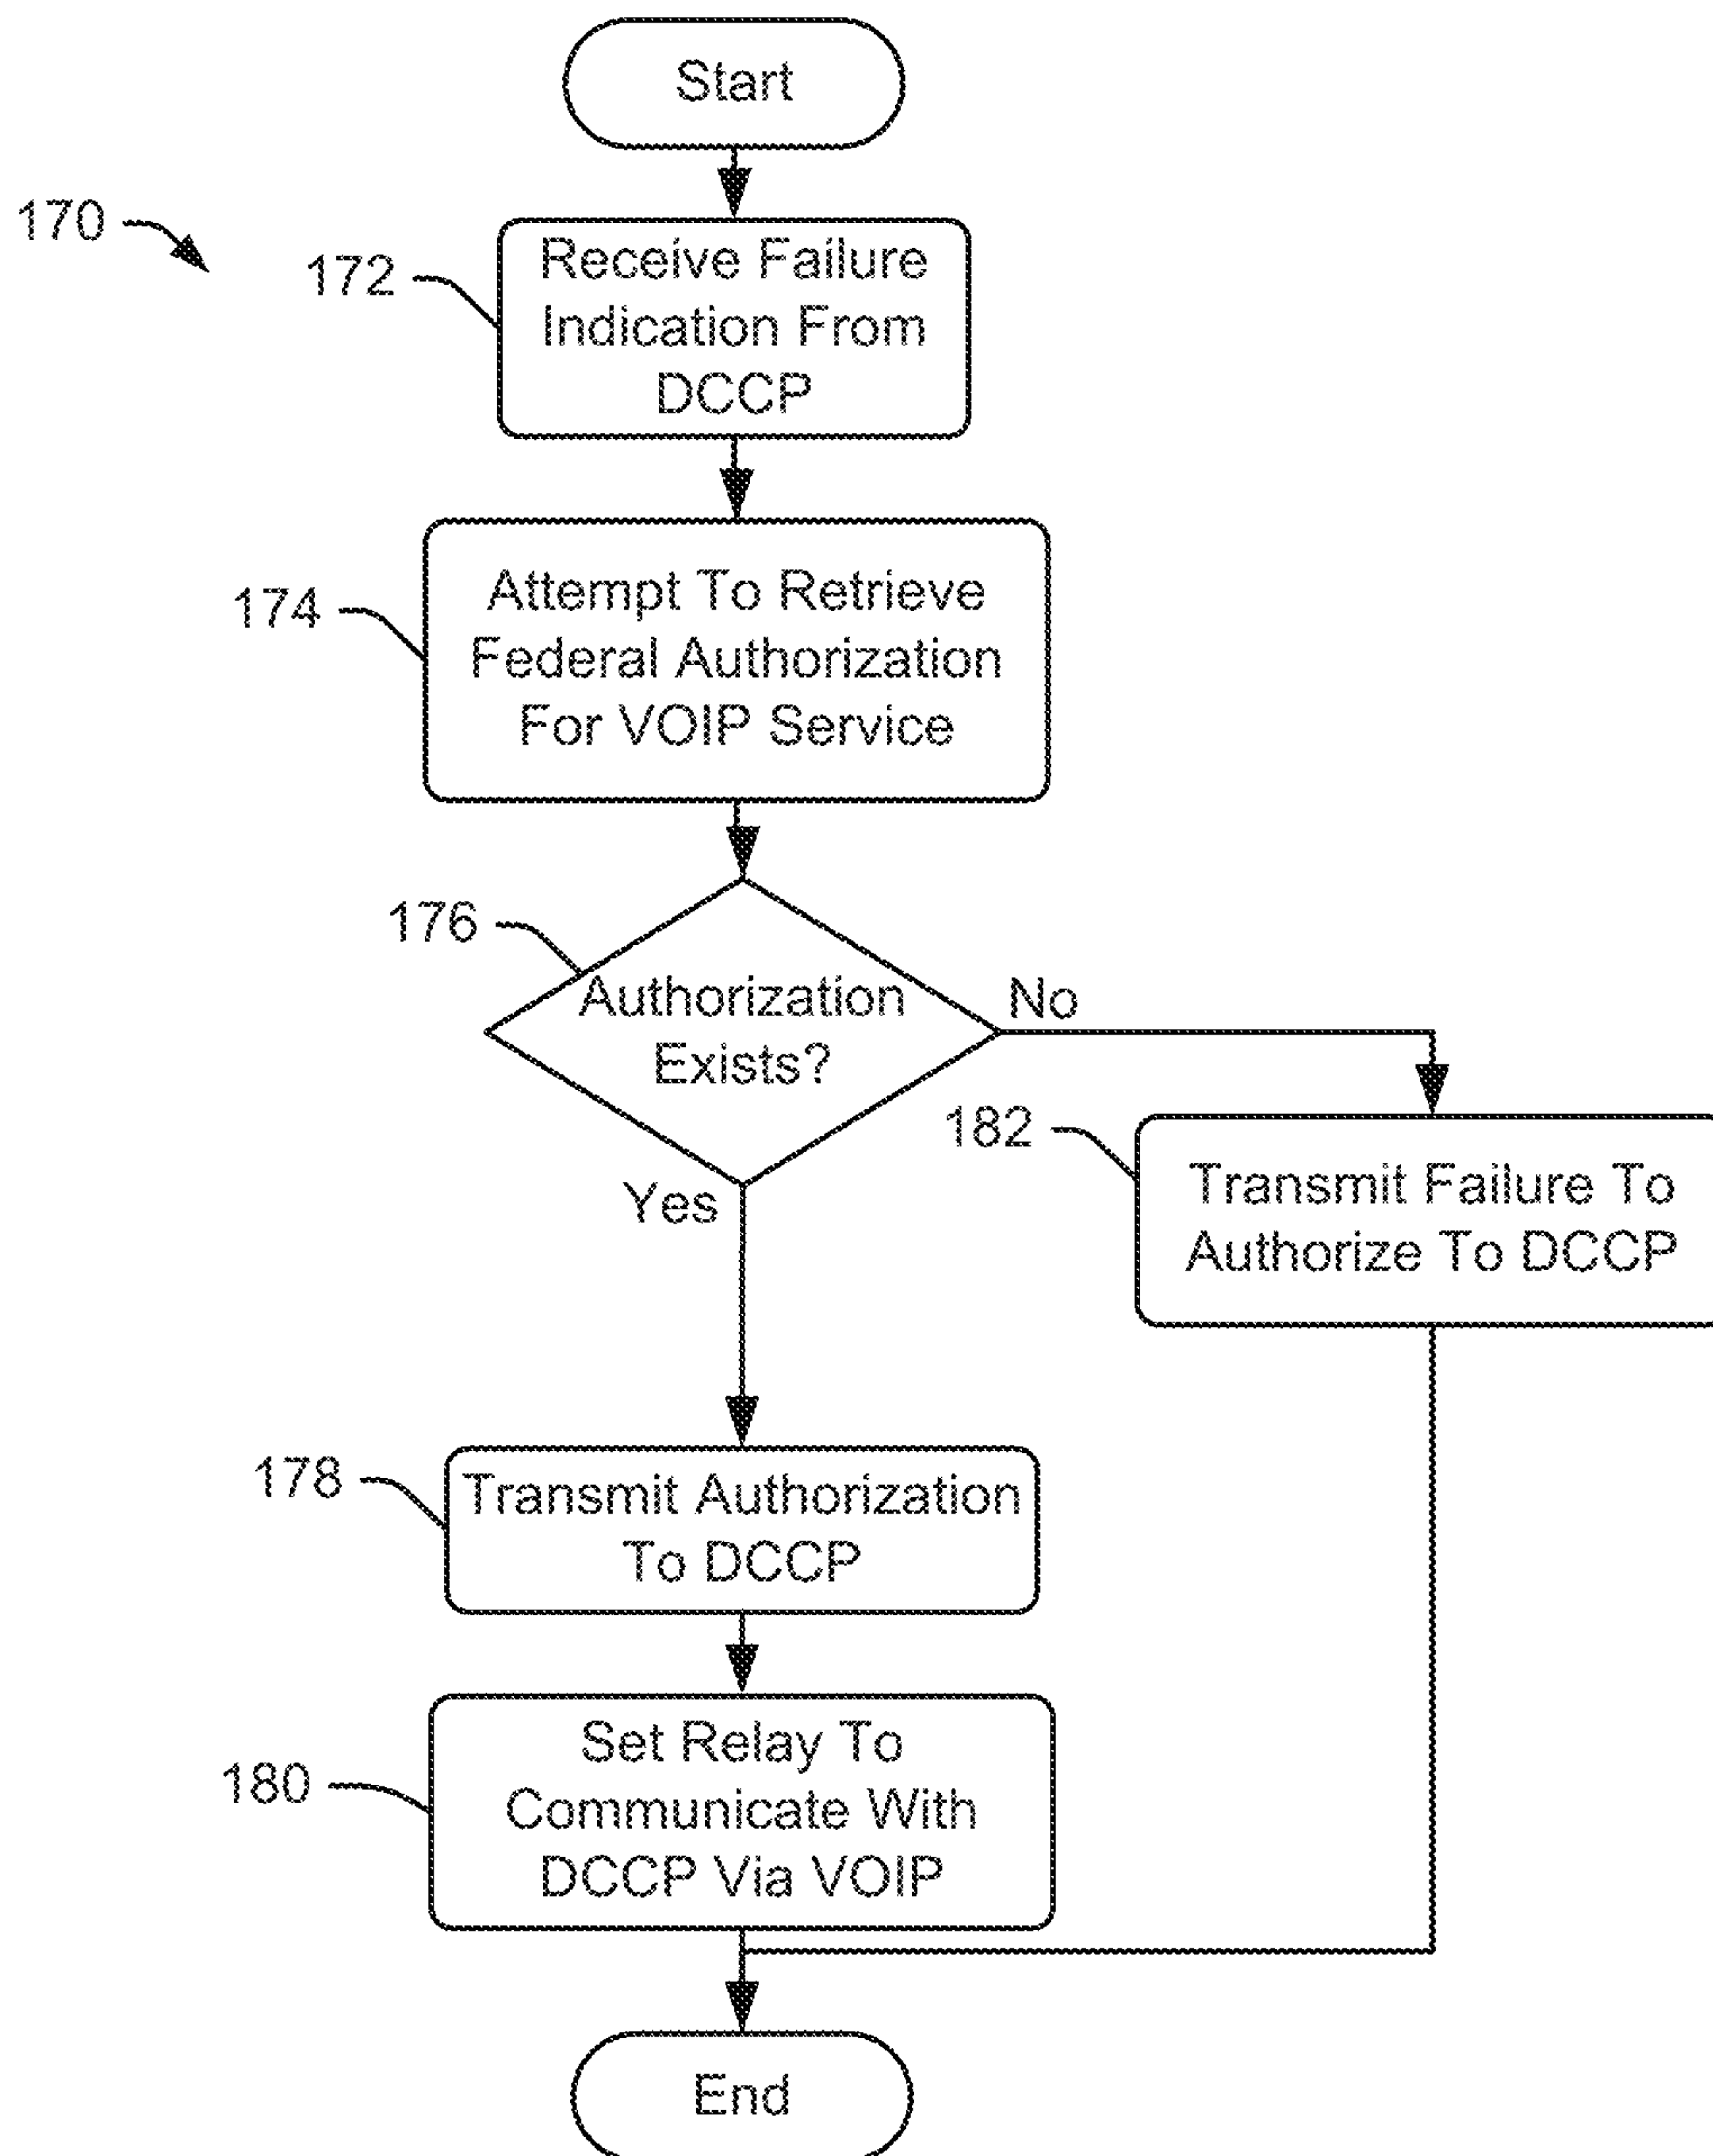 Start
170
172
Receive Failure
Indication From
DCCP
174
Attempt To Retrieve
Federal Authorization
For VOIP Service
176
Authorization
Exists?
No
Yes
182
Transmit Failure To
Authorize To DCCP
178
Transmit Authorization
To DCCP
180
Set Relay To
Communicate With
DCCP Via VOIP
End